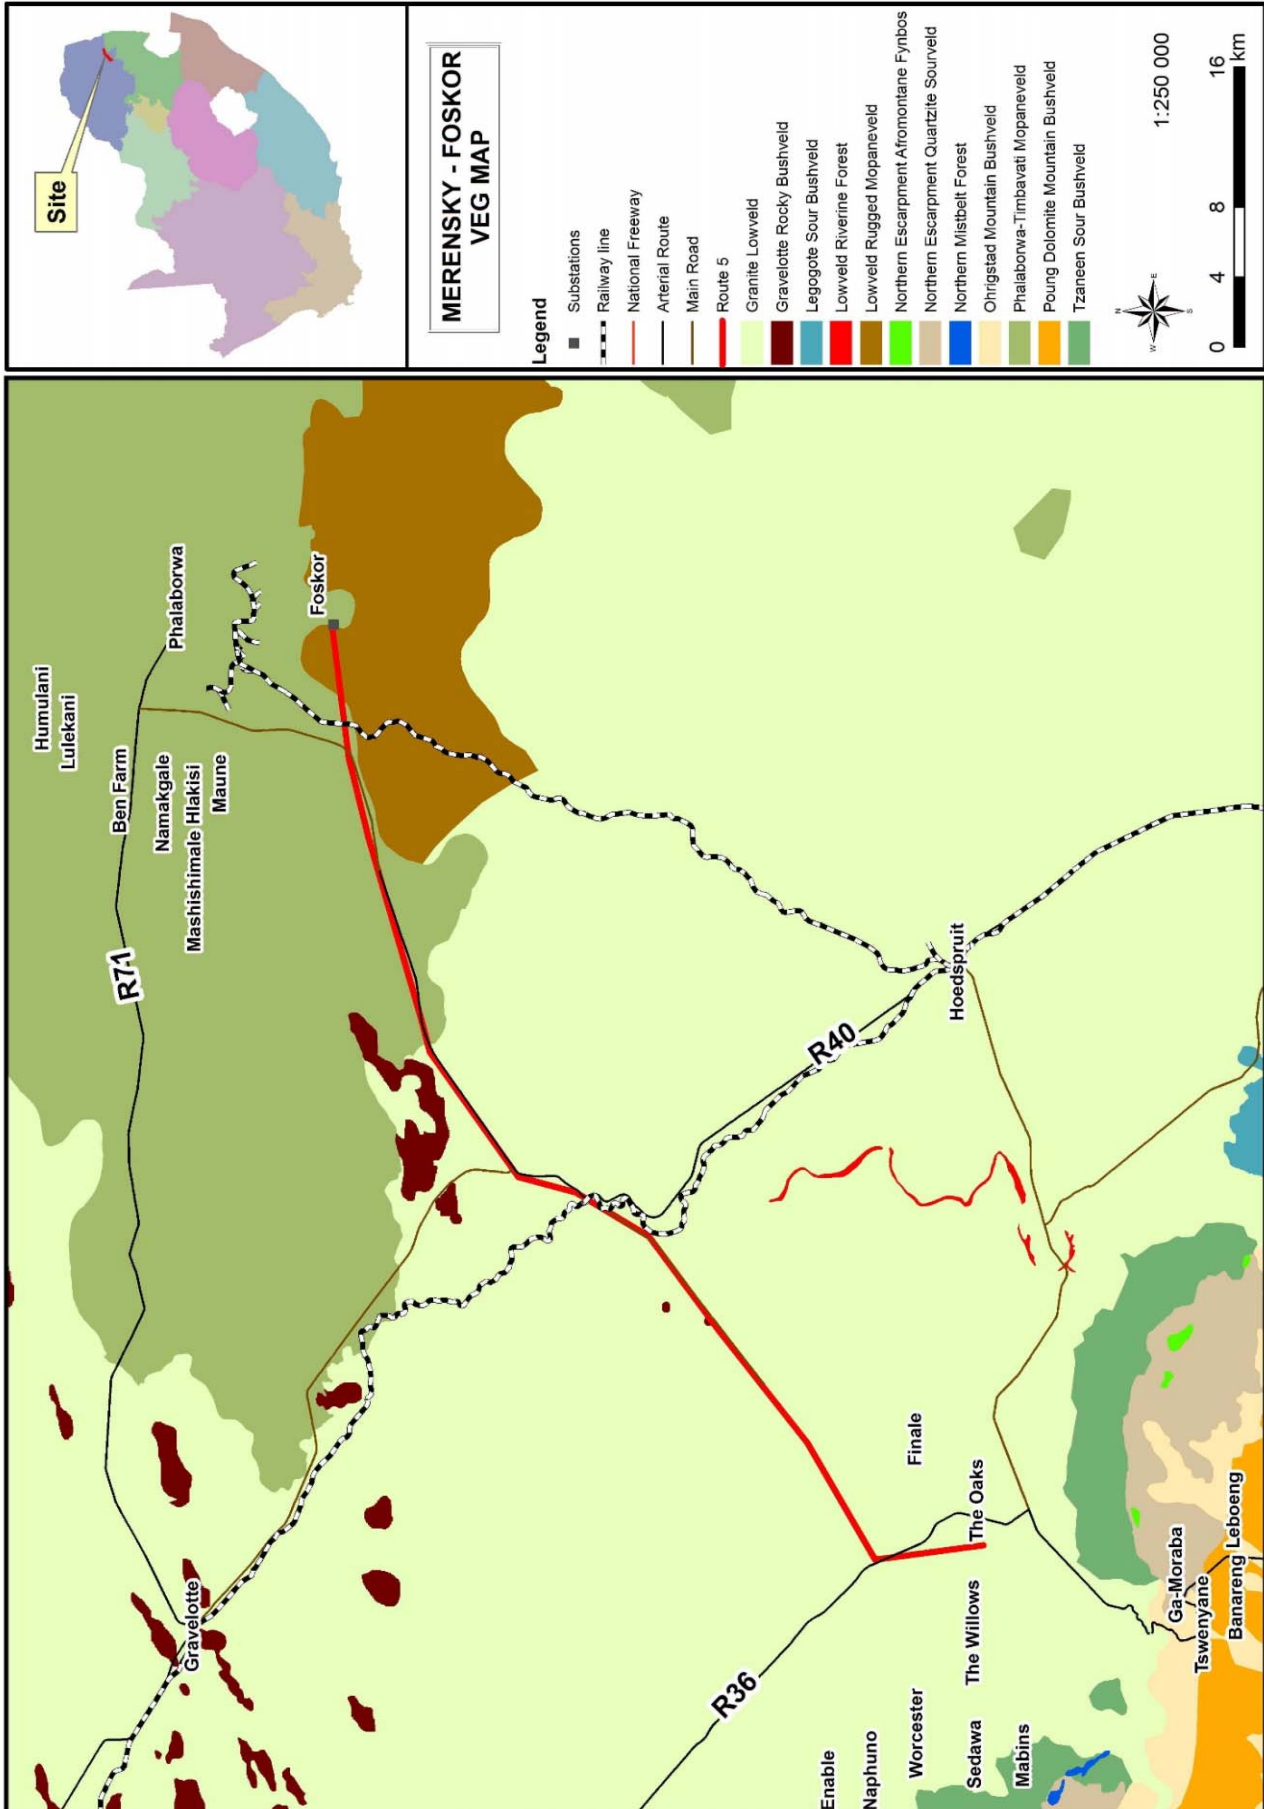 Site
MERENSKY - FOSKOR
VEG MAP
Legend
Substations
Railway line
National Freeway
Arterial Route
Main Road
Route 5
Granite Lowveld
Gravelotte Rocky Bushveld
Legogote Sour Bushveld
Lowveld Riverine Forest
Lowveld Rugged Mopaneveld
Northern Escarpment Afromontane Fynbos
Northern Escarpment Quartzite Sourveld
Northern Mistbelt Forest
Ohrigstad Mountain Bushveld
Phalaborwa-Timbavati Mopaneveld
Poung Dolomite Mountain Bushveld
Tzaneen Sour Bushveld
N
E
S
W
1:250 000
0 4 8 16
km
Humulani
Lulekani
Phalaborwa
Ben Farm
Namakgale
Mashishimale Hlakisi
Maune
Foskor
R71
Gravelotte
R40
Hoedspruit
R36
Finale
The Oaks
The Willows
Enable
Naphuno
Worcester
Sedawa
Mabins
Ga-Moraba
Tswenyane
Banareng Leboeng